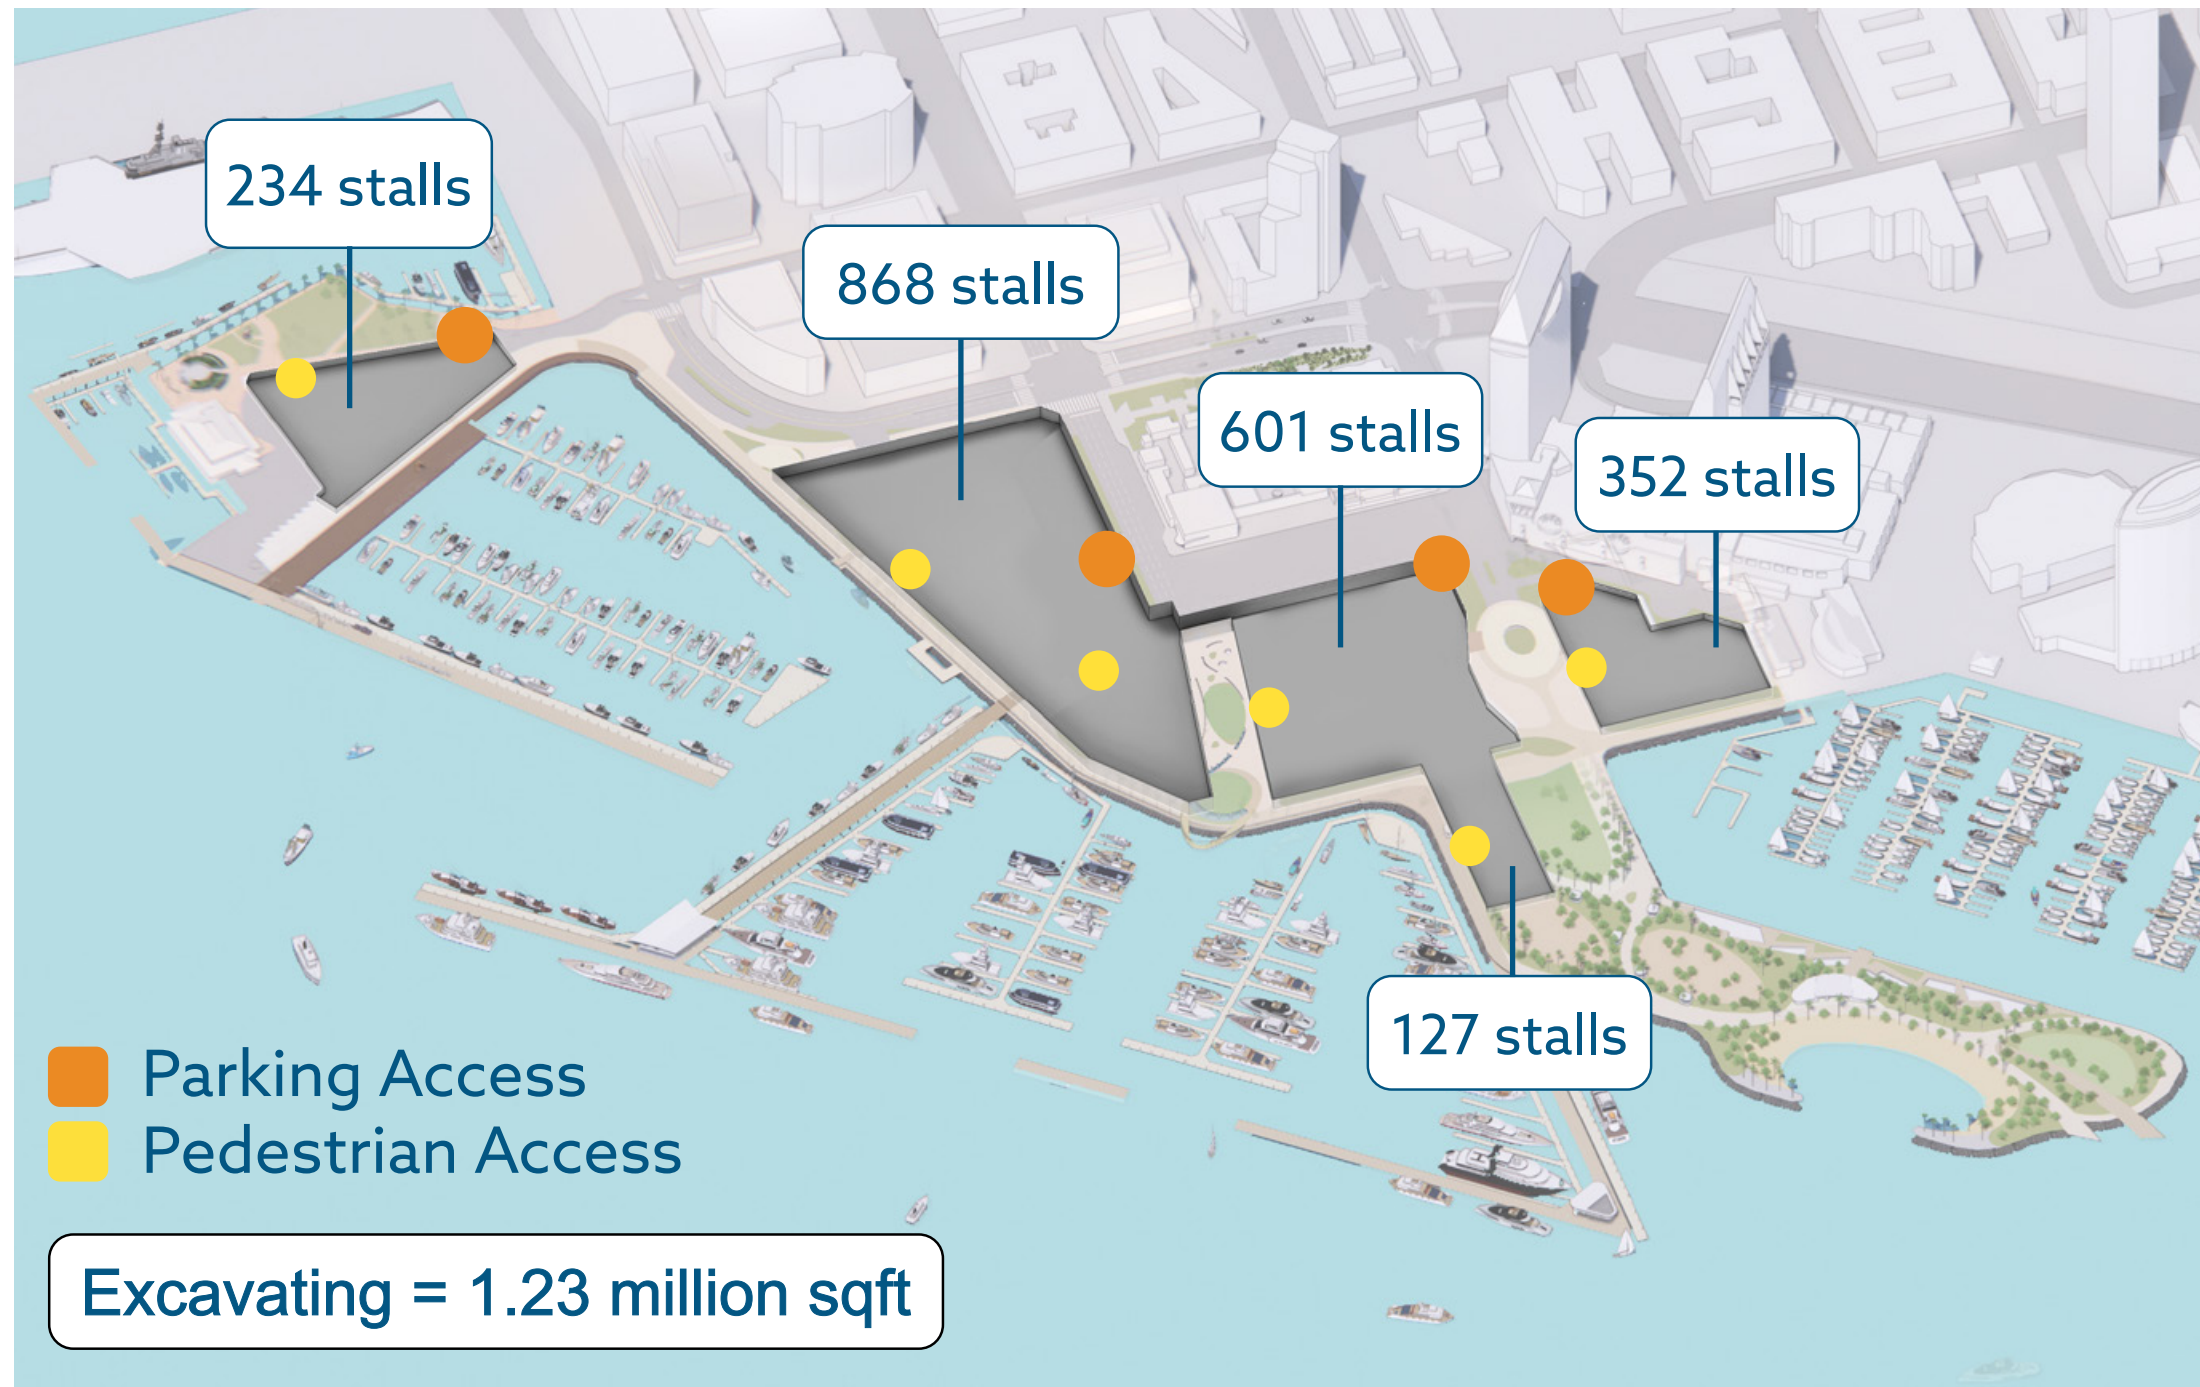 234 stalls
868 stalls
601 stalls
352 stalls
127 stalls
Parking Access
Pedestrian Access
Excavating = 1.23 million sqft